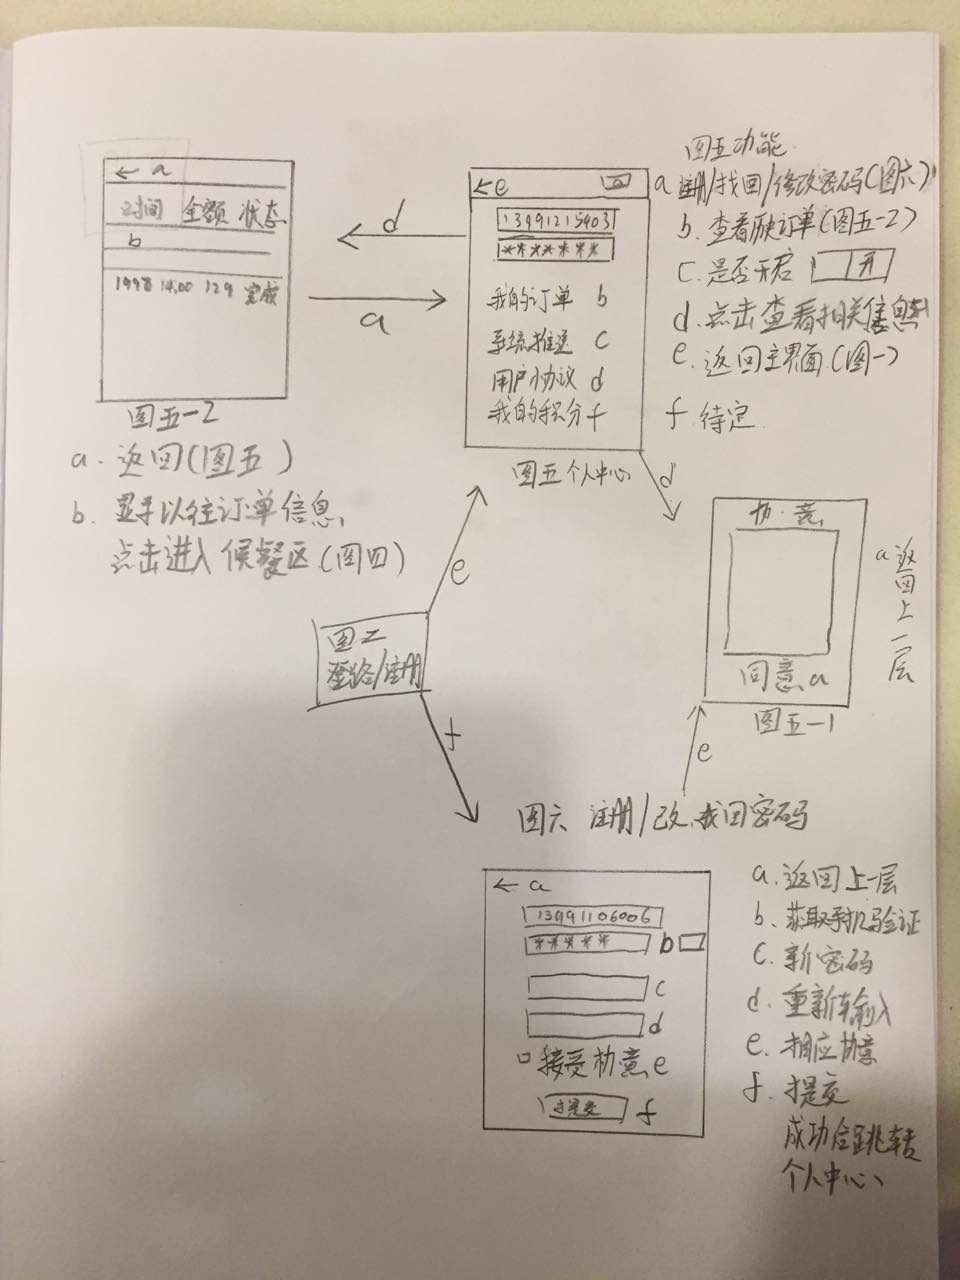 ← a
时间 金额 状态
b
1998 14.00 129 完成
图五-2
a. 返回(图五)
b. 显示以往订单信息
点击进入候餐区(图四)
d
a
← e
13991215403
******
我的订单 b
系统推送 c
用户协议 d
我的积分 f
图五个人中心
图五功能
a 注册/找回/修改密码(图六)
b. 查看历史订单(图五-2)
c. 是否开启 开
d. 点击查看相关信息
e. 返回主界面(图一)
f 待定
d
协意
同意a
图五-1
a返回上一层
图二
登录/注册
e
f
e
图六 注册/改.找回密码
← a
13991106006
***** b
c
d
口接受协意 e
提交 f
a. 返回上一层
b. 获取手机验证
c. 新密码
d. 重新输入
e. 相应协意
f. 提交
成功后跳转
个人中心